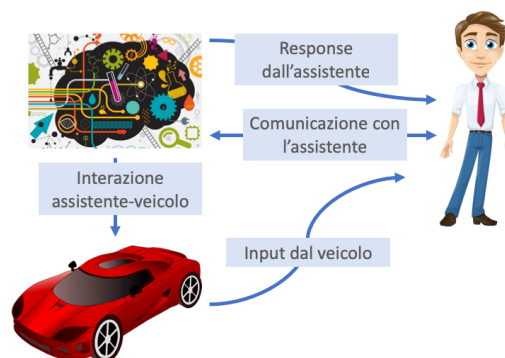 Response
dall'assistente
Comunicazione con
l'assistente
Interazione
assistente-veicolo
Input dal veicolo